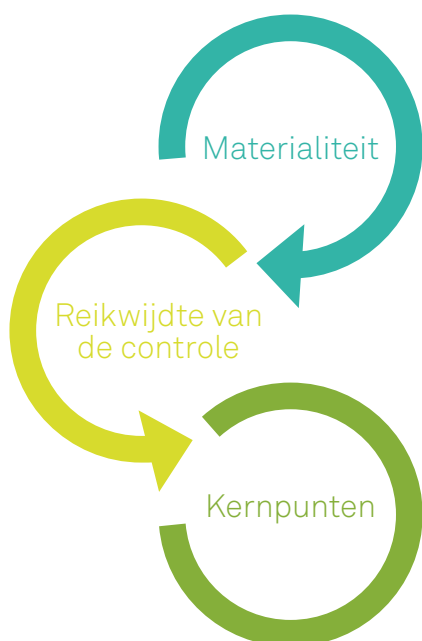 Materialiteit
Reikwijdte van
de controle
Kernpunten